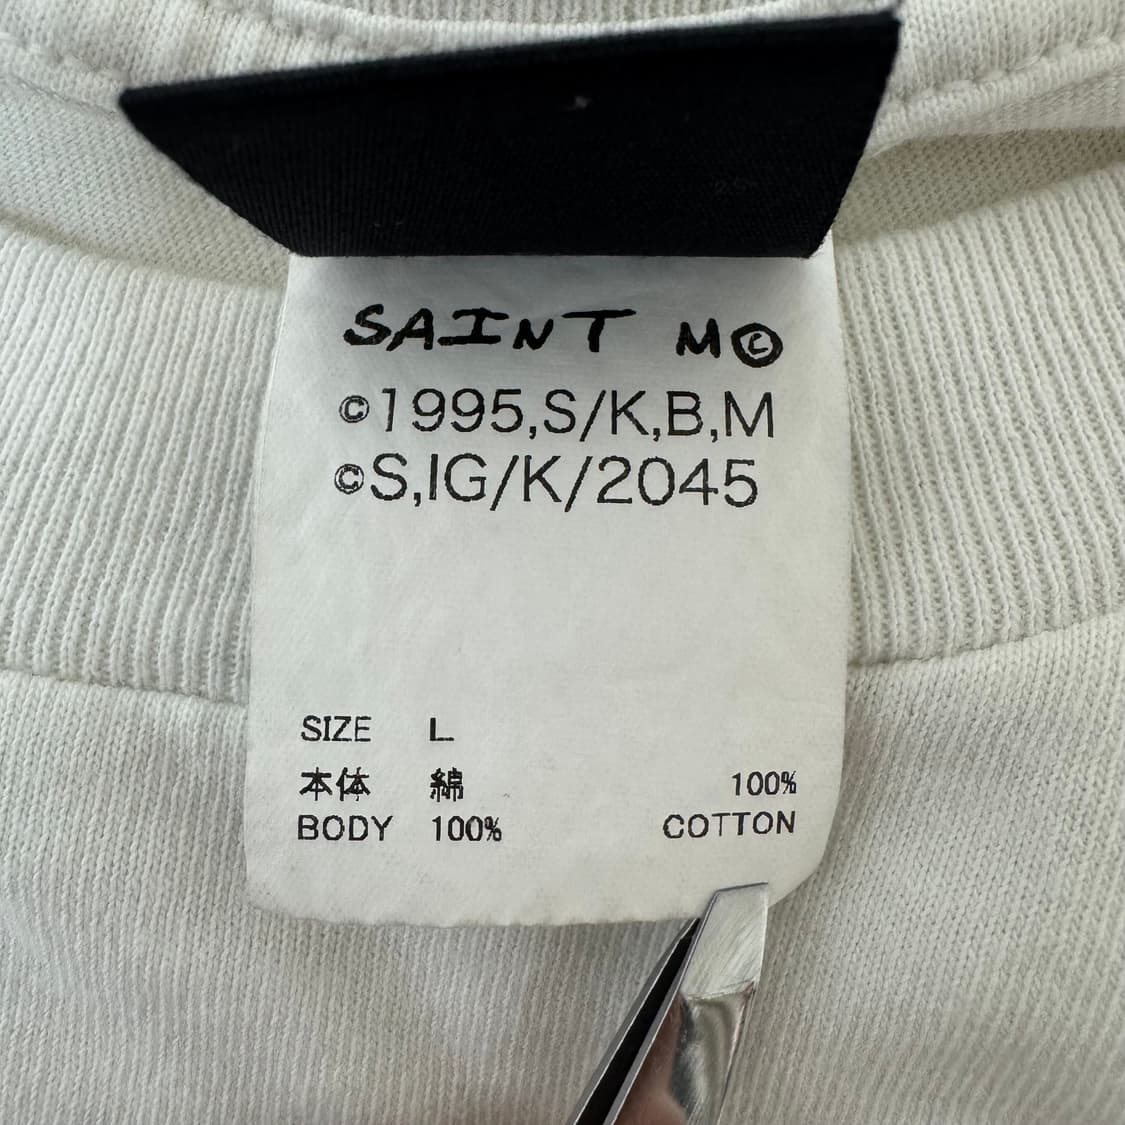 SAINT M©
©1995,S/K,B,M
©S,IG/K/2045
SIZE L
本体 綿 100%
BODY 100% COTTON